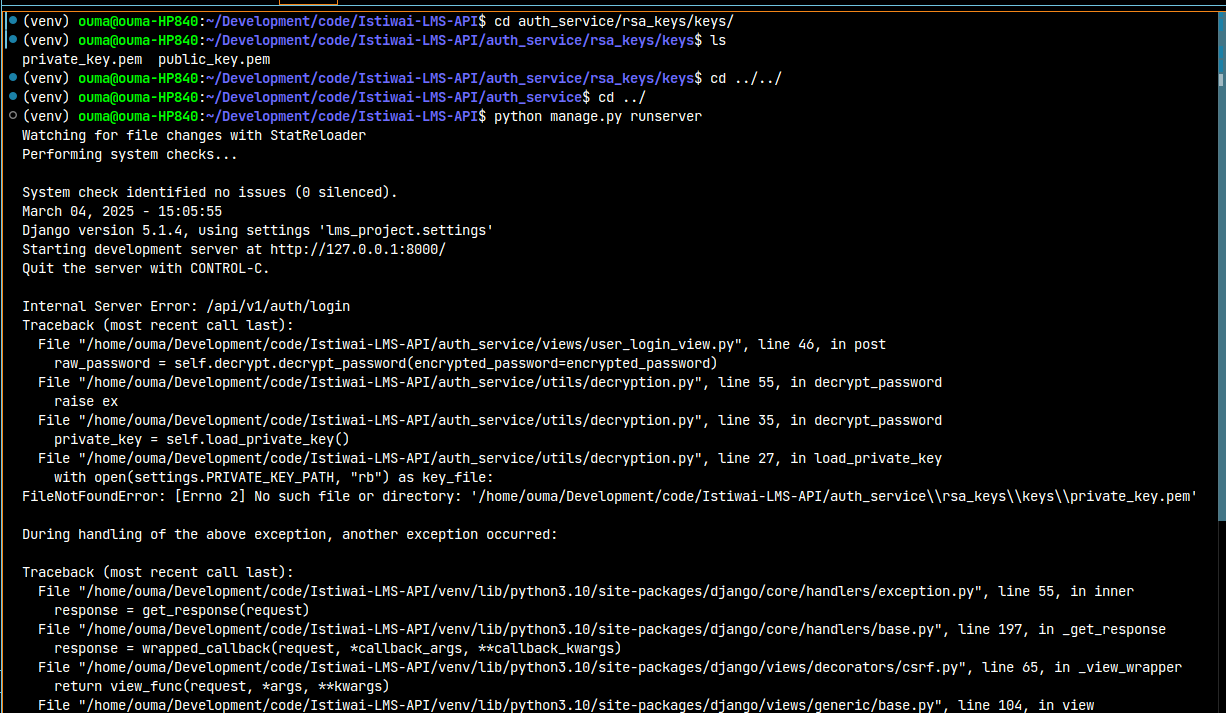 (venv) ouma@ouma-HP840:~/Development/code/Istiwai-LMS-API$ cd auth_service/rsa_keys/keys/
(venv) ouma@ouma-HP840:~/Development/code/Istiwai-LMS-API/auth_service/rsa_keys/keys$ ls
private_key.pem  public_key.pem
(venv) ouma@ouma-HP840:~/Development/code/Istiwai-LMS-API/auth_service/rsa_keys/keys$ cd ../../
(venv) ouma@ouma-HP840:~/Development/code/Istiwai-LMS-API/auth_service$ cd ../
(venv) ouma@ouma-HP840:~/Development/code/Istiwai-LMS-API$ python manage.py runserver
Watching for file changes with StatReloader
Performing system checks...
System check identified no issues (0 silenced).
March 04, 2025 - 15:05:55
Django version 5.1.4, using settings 'lms_project.settings'
Starting development server at http://127.0.0.1:8000/
Quit the server with CONTROL-C.
Internal Server Error: /api/v1/auth/login
Traceback (most recent call last):
  File "/home/ouma/Development/code/Istiwai-LMS-API/auth_service/views/user_login_view.py", line 46, in post
    raw_password = self.decrypt.decrypt_password(encrypted_password=encrypted_password)
  File "/home/ouma/Development/code/Istiwai-LMS-API/auth_service/utils/decryption.py", line 55, in decrypt_password
    raise ex
  File "/home/ouma/Development/code/Istiwai-LMS-API/auth_service/utils/decryption.py", line 35, in decrypt_password
    private_key = self.load_private_key()
  File "/home/ouma/Development/code/Istiwai-LMS-API/auth_service/utils/decryption.py", line 27, in load_private_key
    with open(settings.PRIVATE_KEY_PATH, "rb") as key_file:
FileNotFoundError: [Errno 2] No such file or directory: '/home/ouma/Development/code/Istiwai-LMS-API/auth_service\\rsa_keys\\keys\\private_key.pem'
During handling of the above exception, another exception occurred:
Traceback (most recent call last):
  File "/home/ouma/Development/code/Istiwai-LMS-API/venv/lib/python3.10/site-packages/django/core/handlers/exception.py", line 55, in inner
    response = get_response(request)
  File "/home/ouma/Development/code/Istiwai-LMS-API/venv/lib/python3.10/site-packages/django/core/handlers/base.py", line 197, in _get_response
    response = wrapped_callback(request, *callback_args, **callback_kwargs)
  File "/home/ouma/Development/code/Istiwai-LMS-API/venv/lib/python3.10/site-packages/django/views/decorators/csrf.py", line 65, in _view_wrapper
    return view_func(request, *args, **kwargs)
  File "/home/ouma/Development/code/Istiwai-LMS-API/venv/lib/python3.10/site-packages/django/views/generic/base.py", line 104, in view